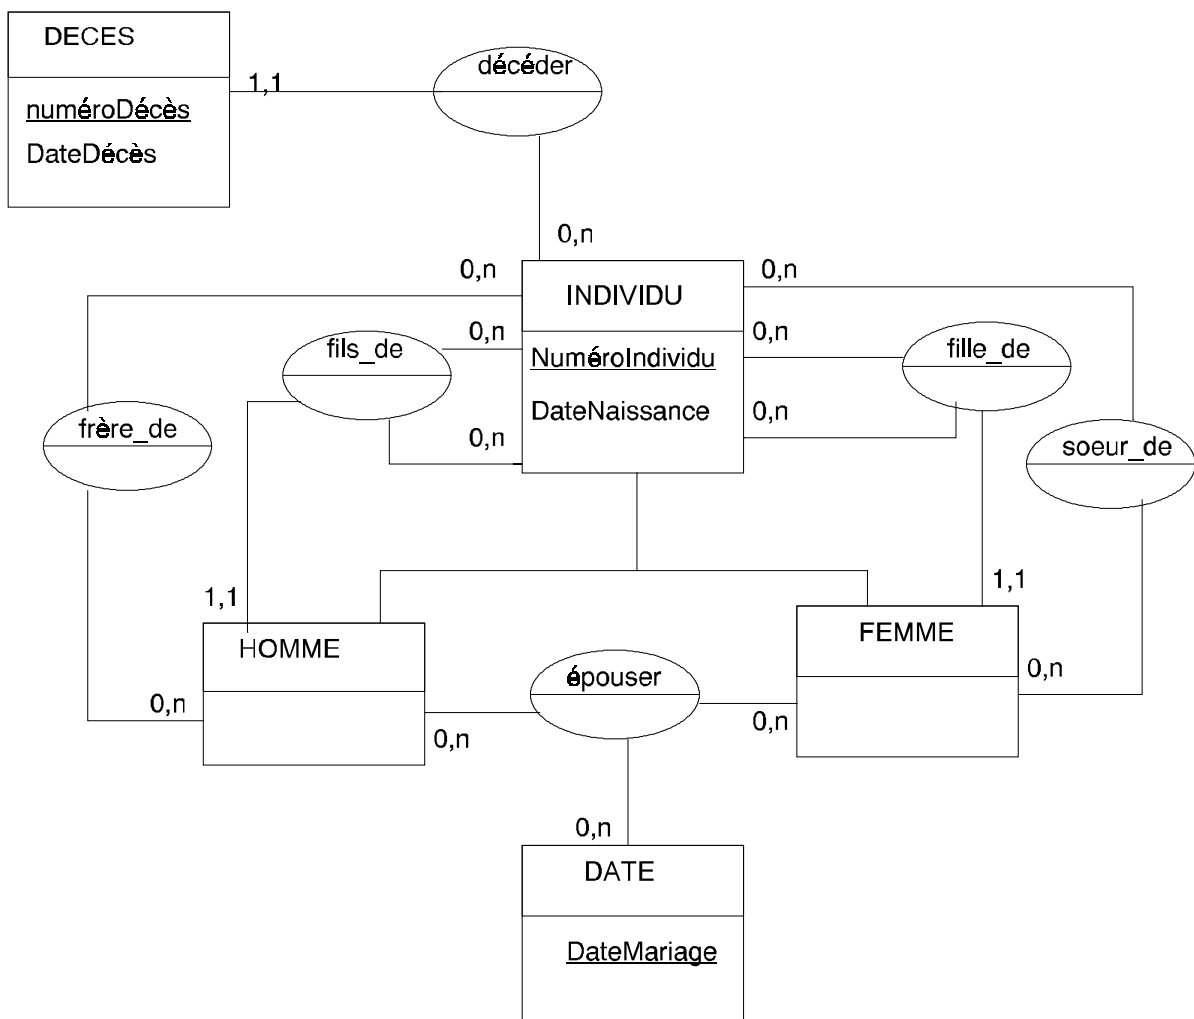 DECES
décéder
1,1
numéroDécès
DateDécès
0,n
0,n
0,n
INDIVIDU
fils_de
0,n
0,n
fille_de
NuméroIndividu
DateNaissance
0,n
0,n
frère_de
soeur_de
1,1
1,1
HOMME
FEMME
épouser
0,n
0,n
0,n
0,n
0,n
DATE
DateMariage